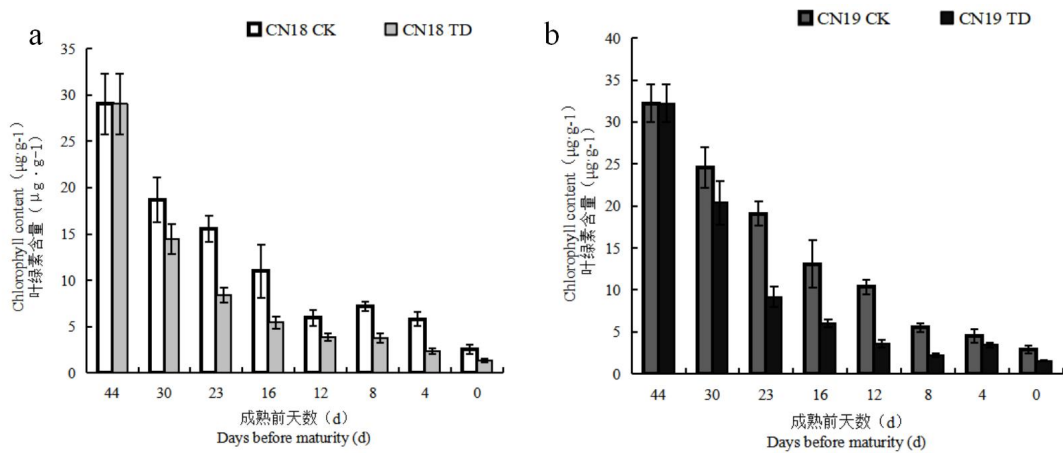 a
CN18 CK
CN18 TD
35
30
25
20
15
10
5
0
Chlorophyll content (μg·g-1)
叶绿素含量（μg·g-1）
44 30 23 16 12 8 4 0
成熟前天数（d）
Days before maturity (d)
b
CN19 CK
CN19 TD
40
35
30
25
20
15
10
5
0
Chlorophyll content (μg·g-1)
叶绿素含量（μg·g-1）
44 30 23 16 12 8 4 0
成熟前天数（d）
Days before maturity (d)